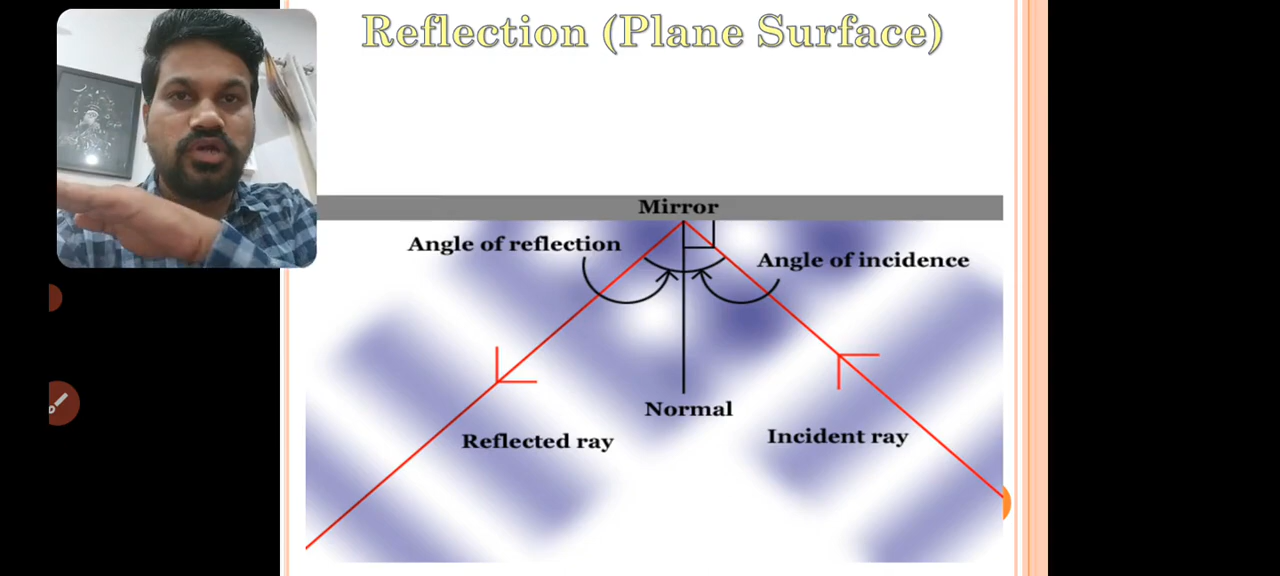 Reflection (Plane Surface)
Mirror
Angle of reflection
Angle of incidence
Normal
Reflected ray
Incident ray